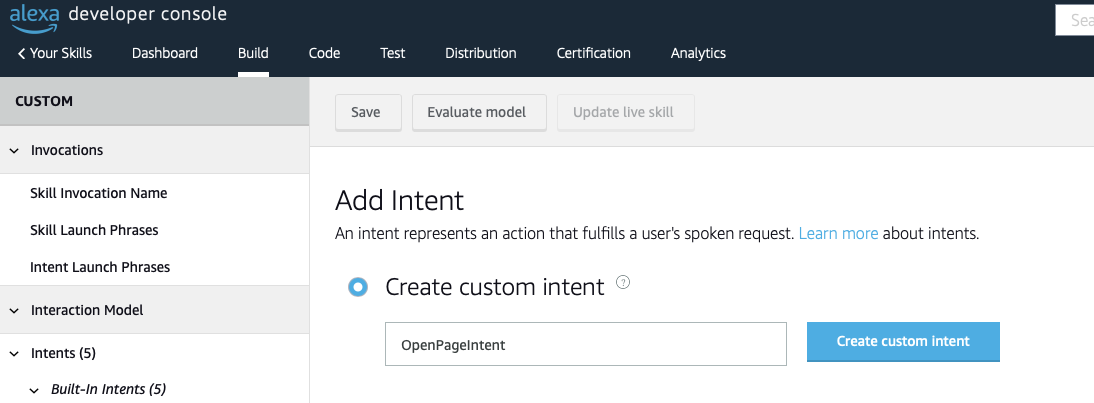 alexa developer console
Sea
Your Skills Dashboard Build Code Test Distribution Certification Analytics
CUSTOM
Save Evaluate model Update live skill
Invocations
Skill Invocation Name
Skill Launch Phrases
Intent Launch Phrases
Interaction Model
Intents (5)
Built-In Intents (5)
Add Intent
An intent represents an action that fulfills a user's spoken request. Learn more about intents.
Create custom intent ?
OpenPageIntent
Create custom intent